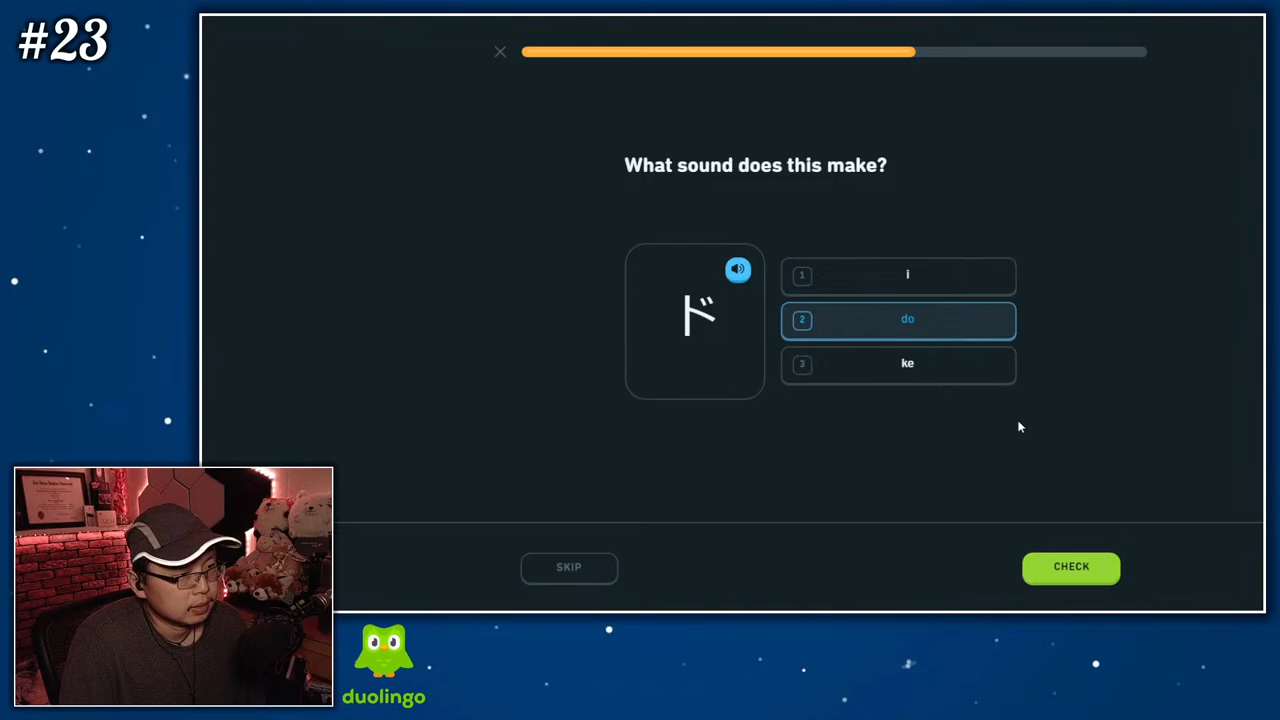 #23
What sound does this make?
ド
1 i
2 do
3 ke
SKIP
CHECK
duolingo